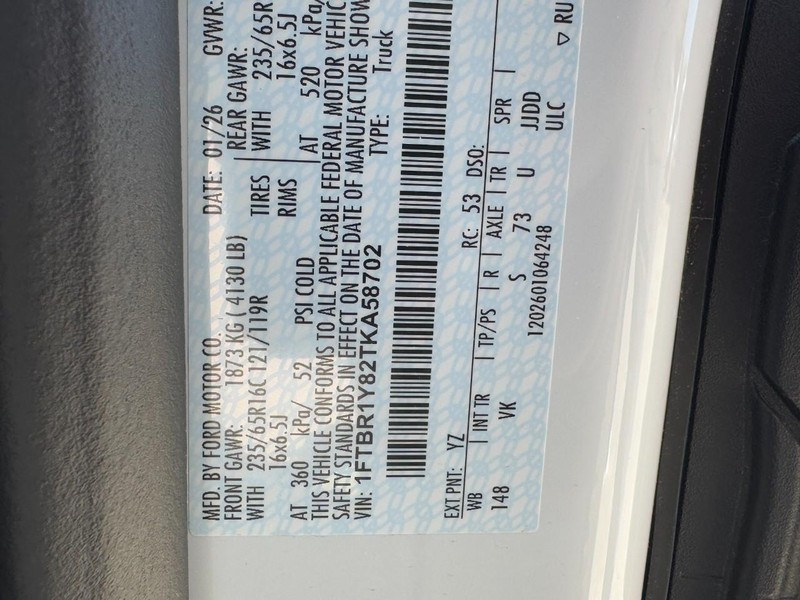 MFD. BY FORD MOTOR CO. DATE: 01/26 GVWR:
FRONT GAWR: 1873 KG ( 4130 LB) REAR GAWR:
WITH 235/65R16C 121/119R TIRES WITH 235/65R
16x6.5J RIMS 16x6.5J
AT 360 kPa/ 52 PSI COLD AT 520 kPa/
THIS VEHICLE CONFORMS TO ALL APPLICABLE FEDERAL MOTOR VEHIC
SAFETY STANDARDS IN EFFECT ON THE DATE OF MANUFACTURE SHOW
VIN: 1FTBR1Y82TKA58702 TYPE: Truck
EXT PNT: YZ RC: 53 DSO:
WB | INT TR | TP/PS | R | AXLE | TR | SPR |
148 VK S 73 U JJDD
1202601064248 ULC
▽ RU